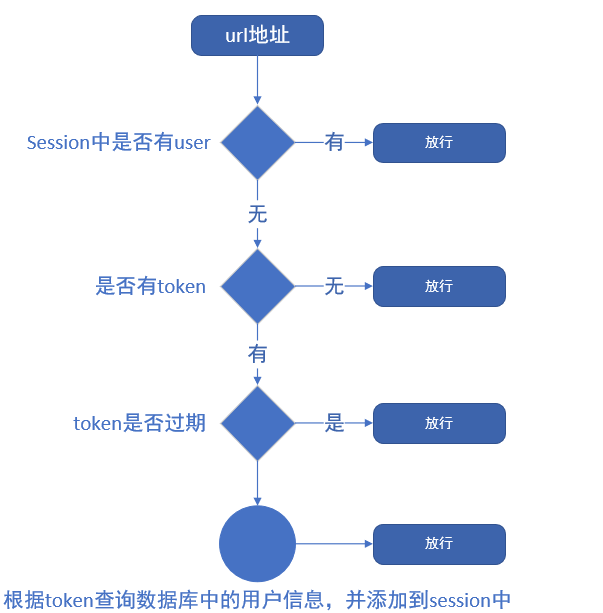 url地址
Session中是否有user
有
放行
无
是否有token
无
放行
有
token是否过期
是
放行
放行
根据token查询数据库中的用户信息，并添加到session中